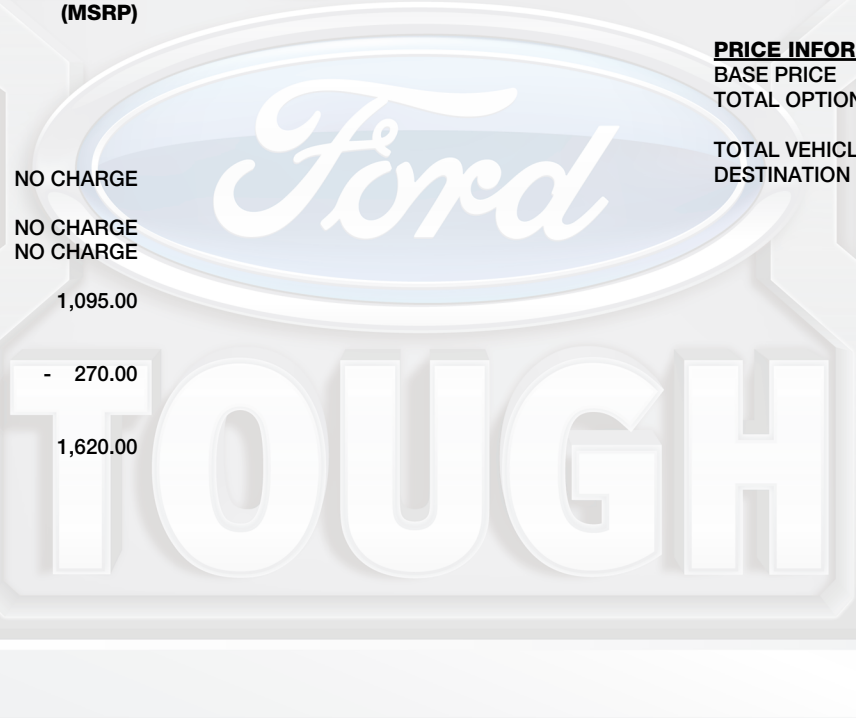 (MSRP)
NO CHARGE
NO CHARGE
NO CHARGE
1,095.00
- 270.00
1,620.00
PRICE INFOR
BASE PRICE
TOTAL OPTION
TOTAL VEHICL
DESTINATION
Ford
TOUGH